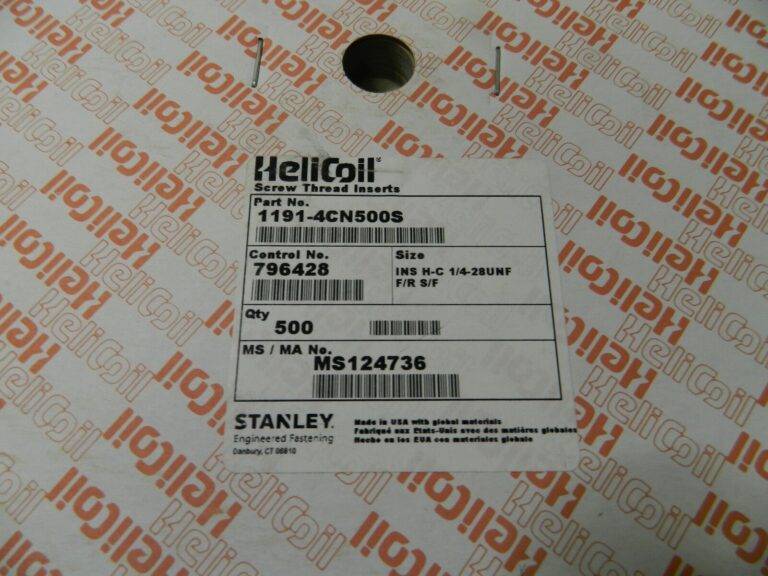 HeliCoil®
Screw Thread Inserts
Part No.
1191-4CN500S
Control No.
796428
Size
INS H-C 1/4-28UNF
F/R S/F
Qty
500
MS / MA No.
MS124736
STANLEY.
Engineered Fastening
Danbury, CT 06810
Made in USA with global materials
Fabriqué aux Etats-Unis avec des matières globales
Hecho en los EUA con materiales globale